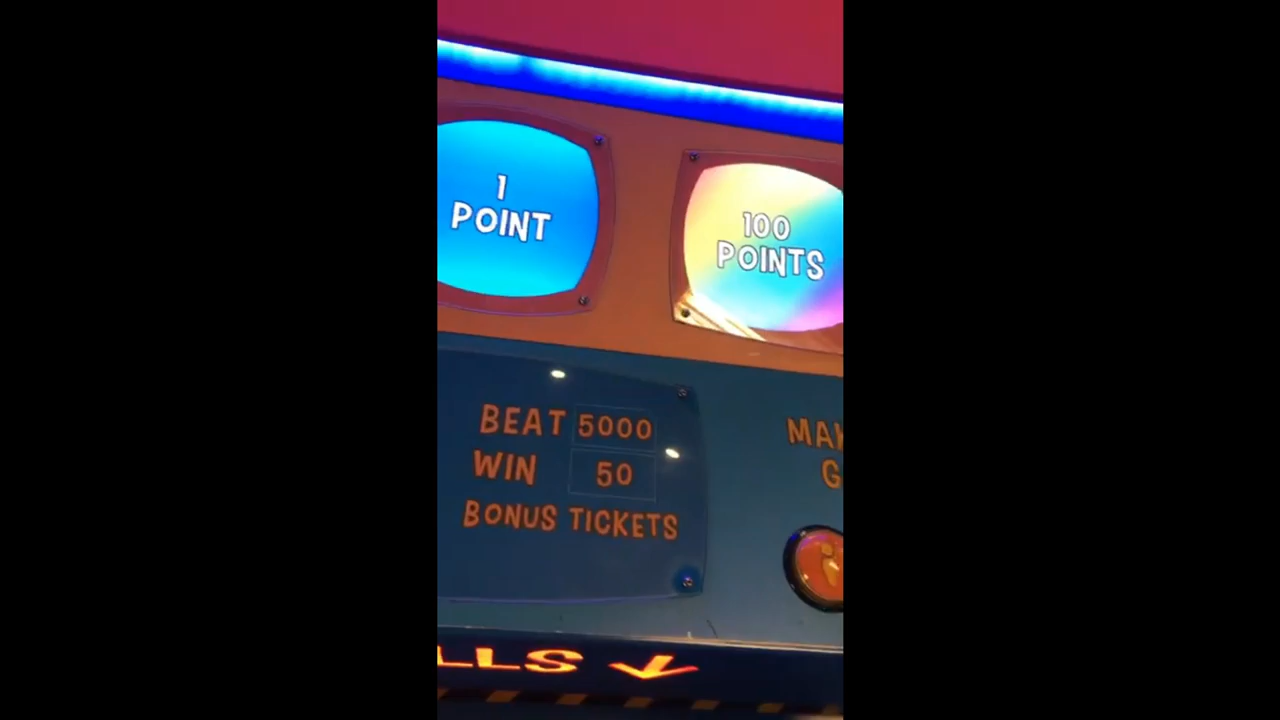 1
POINT
100
POINTS
BEAT 5000
WIN 50
BONUS TICKETS